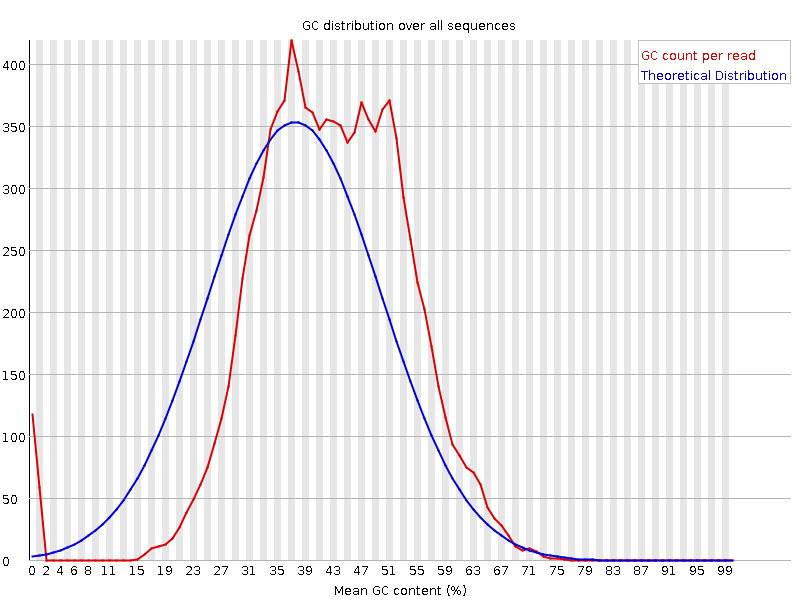 GC distribution over all sequences
GC count per read
Theoretical Distribution
400
350
300
250
200
150
100
50
0
0 2 4 6 8 11 15 19 23 27 31 35 39 43 47 51 55 59 63 67 71 75 79 83 87 91 95 99
Mean GC content (%)